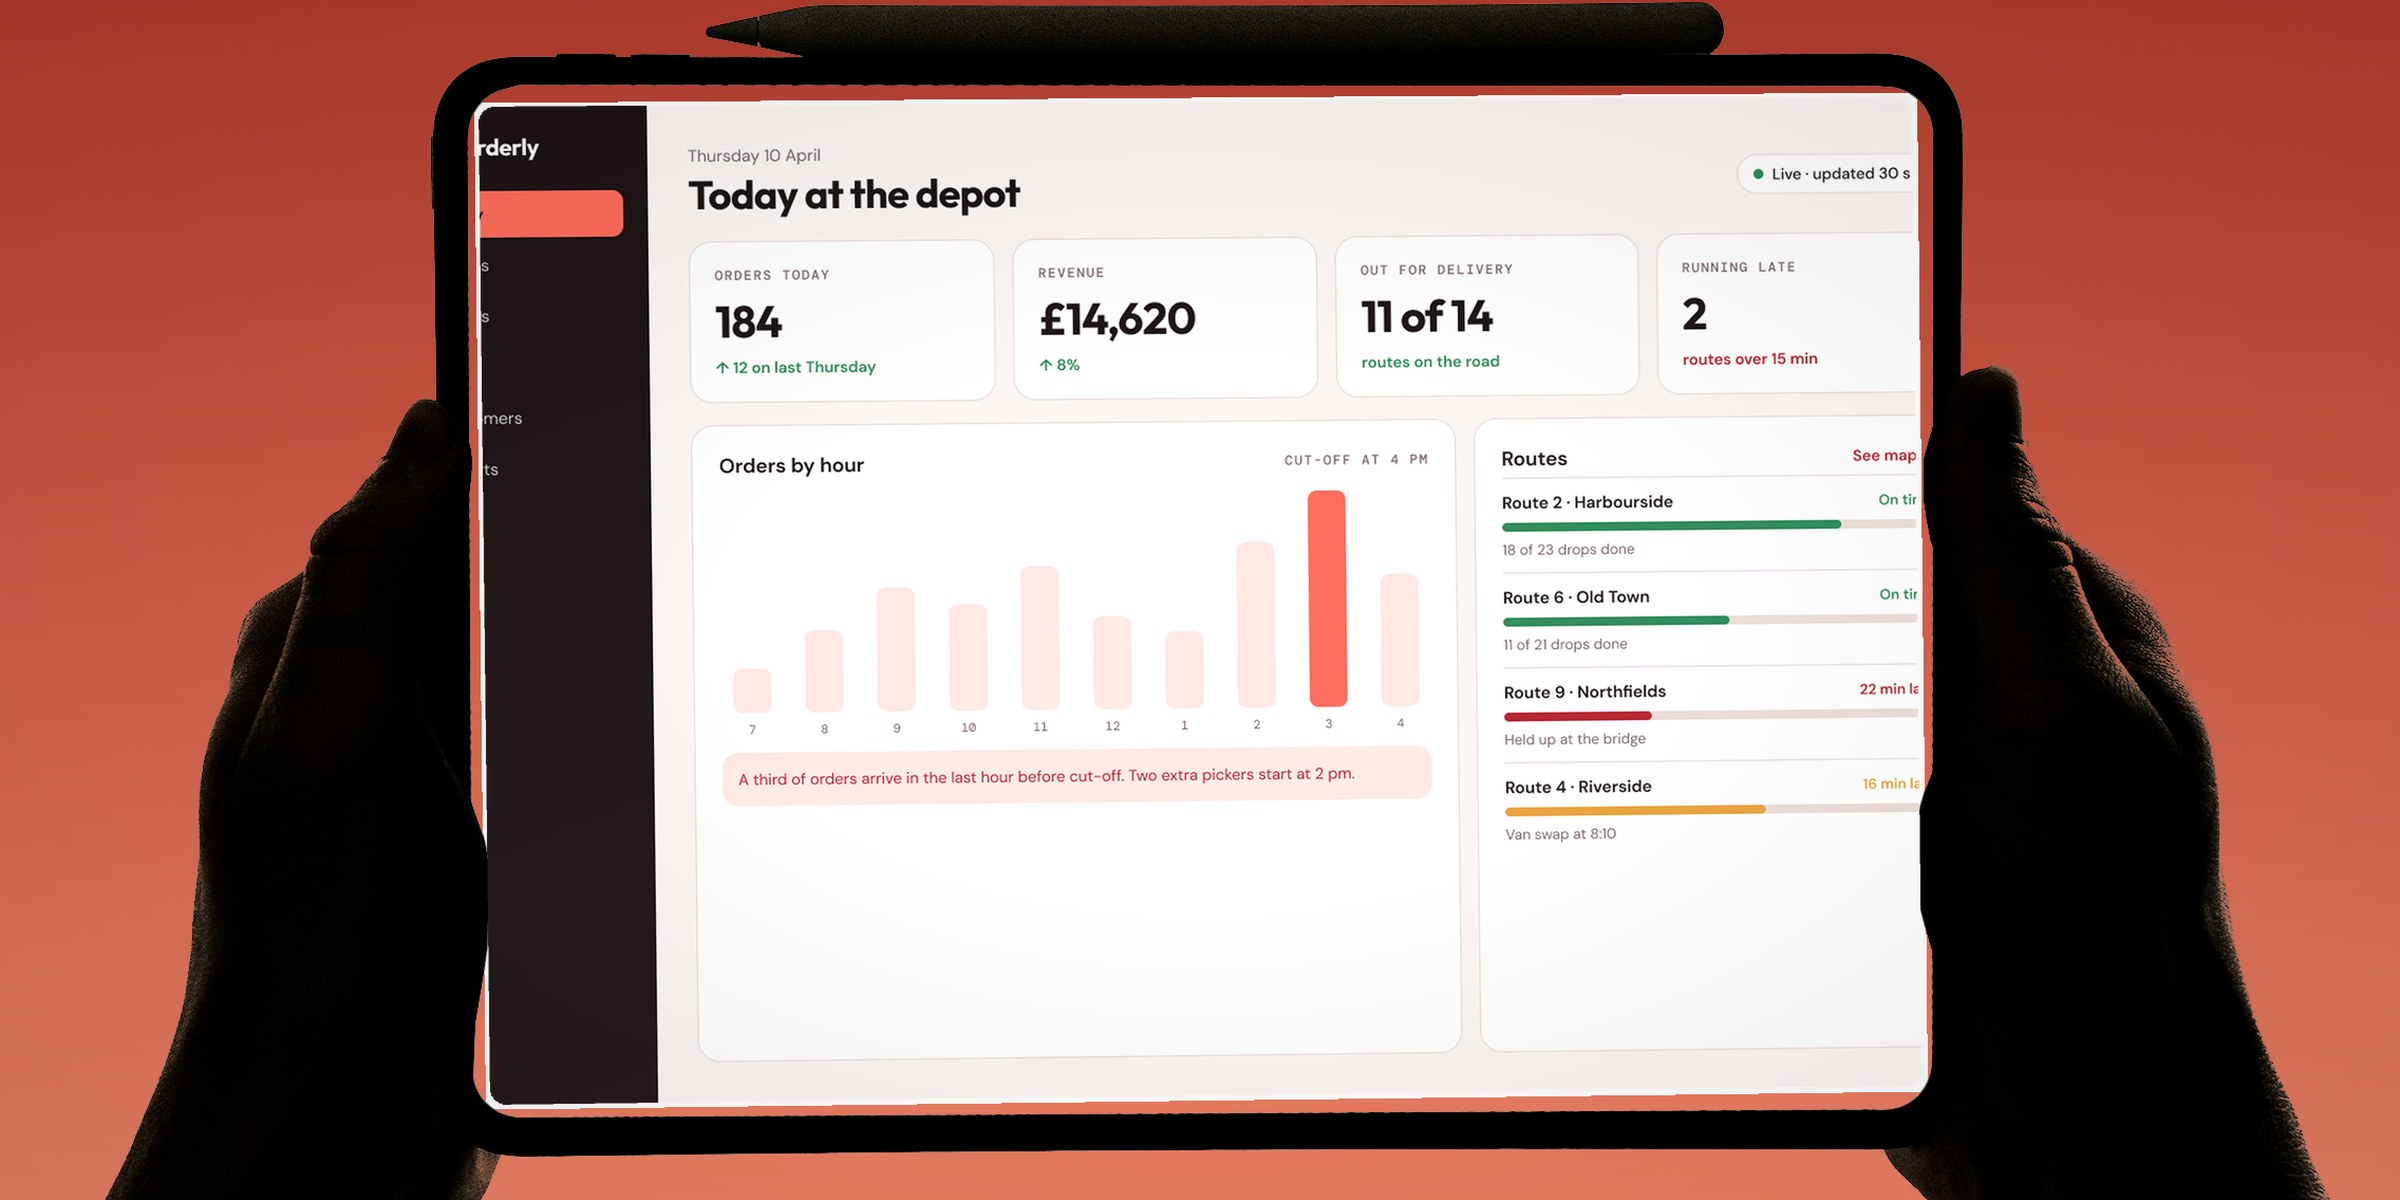 rderly
s
s
mers
ts
Thursday 10 April
Today at the depot
Live · updated 30 s
ORDERS TODAY
184
↑ 12 on last Thursday
REVENUE
£14,620
↑ 8%
OUT FOR DELIVERY
11 of 14
routes on the road
RUNNING LATE
2
routes over 15 min
Orders by hour
CUT-OFF AT 4 PM
7 8 9 10 11 12 1 2 3 4
A third of orders arrive in the last hour before cut-off. Two extra pickers start at 2 pm.
Routes
See map
Route 2 · Harbourside
On tir
18 of 23 drops done
Route 6 · Old Town
On tir
11 of 21 drops done
Route 9 · Northfields
22 min la
Held up at the bridge
Route 4 · Riverside
16 min la
Van swap at 8:10